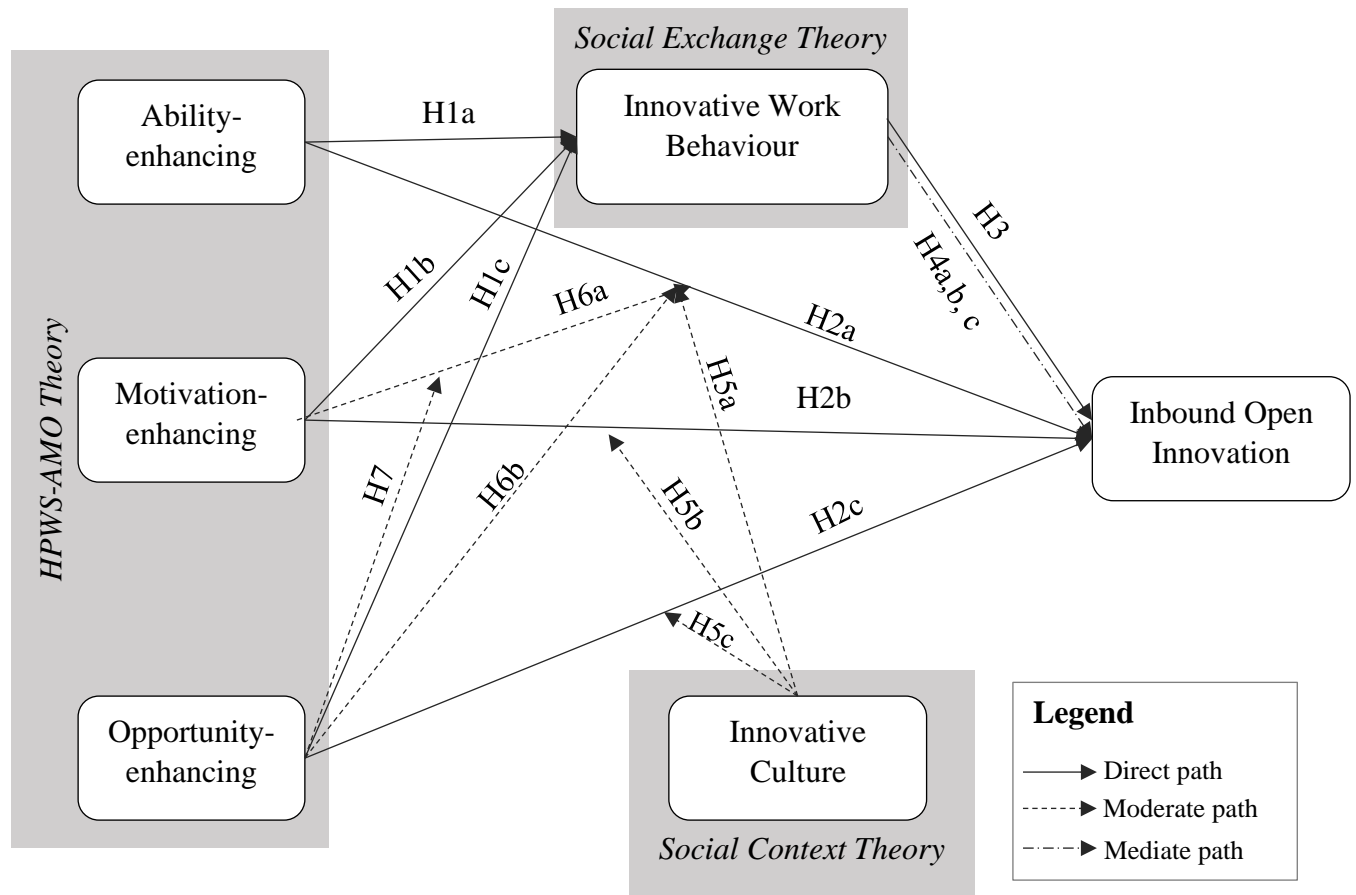 Social Exchange Theory
Ability-
enhancing
H1a
Innovative Work
Behaviour
H3
H4a,b, c
H1b
H1c
H6a
H2a
H5a
HPWS-AMO Theory
Motivation-
enhancing
H2b
Inbound Open
Innovation
H7
H6b
H5b
H2c
H5c
Opportunity-
enhancing
Innovative
Culture
Social Context Theory
Legend
Direct path
Moderate path
Mediate path